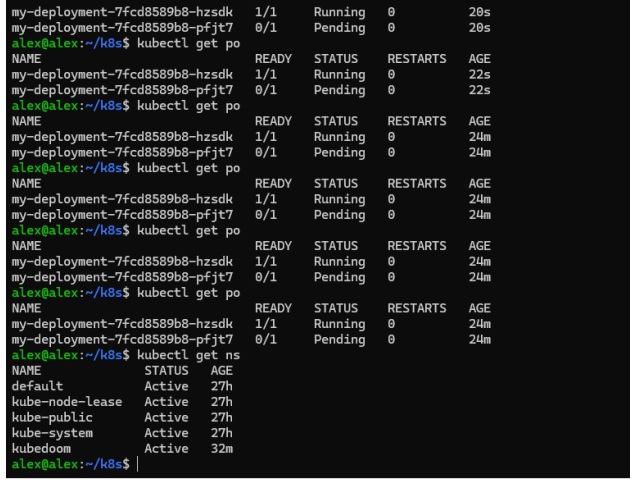 my-deployment-7fcd8589b8-hzsdk   1/1     Running   0          20s
my-deployment-7fcd8589b8-pfjt7   0/1     Pending   0          20s
alex@alex:~/k8s$ kubectl get po
NAME                             READY   STATUS    RESTARTS   AGE
my-deployment-7fcd8589b8-hzsdk   1/1     Running   0          22s
my-deployment-7fcd8589b8-pfjt7   0/1     Pending   0          22s
alex@alex:~/k8s$ kubectl get po
NAME                             READY   STATUS    RESTARTS   AGE
my-deployment-7fcd8589b8-hzsdk   1/1     Running   0          24m
my-deployment-7fcd8589b8-pfjt7   0/1     Pending   0          24m
alex@alex:~/k8s$ kubectl get po
NAME                             READY   STATUS    RESTARTS   AGE
my-deployment-7fcd8589b8-hzsdk   1/1     Running   0          24m
my-deployment-7fcd8589b8-pfjt7   0/1     Pending   0          24m
alex@alex:~/k8s$ kubectl get po
NAME                             READY   STATUS    RESTARTS   AGE
my-deployment-7fcd8589b8-hzsdk   1/1     Running   0          24m
my-deployment-7fcd8589b8-pfjt7   0/1     Pending   0          24m
alex@alex:~/k8s$ kubectl get po
NAME                             READY   STATUS    RESTARTS   AGE
my-deployment-7fcd8589b8-hzsdk   1/1     Running   0          24m
my-deployment-7fcd8589b8-pfjt7   0/1     Pending   0          24m
alex@alex:~/k8s$ kubectl get ns
NAME              STATUS   AGE
default           Active   27h
kube-node-lease   Active   27h
kube-public       Active   27h
kube-system       Active   27h
kubedoom          Active   32m
alex@alex:~/k8s$